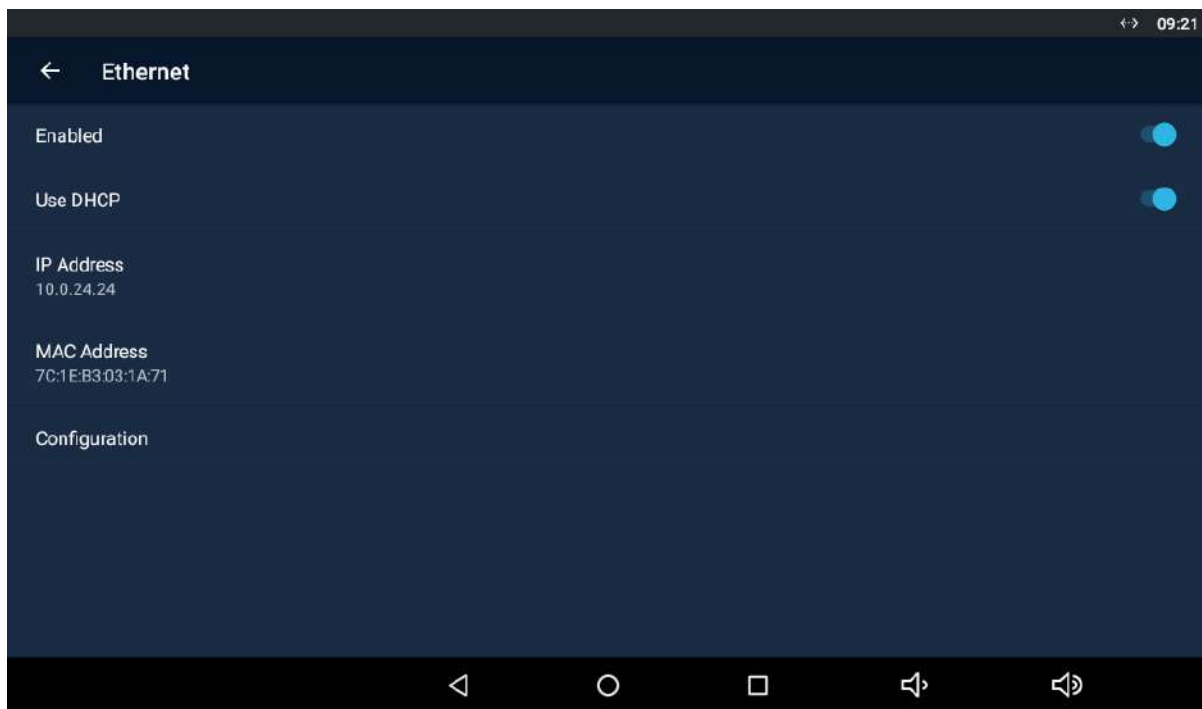 09:21
Ethernet
Enabled
Use DHCP
IP Address
10.0.24.24
MAC Address
7C:1E:B3:03:1A:71
Configuration